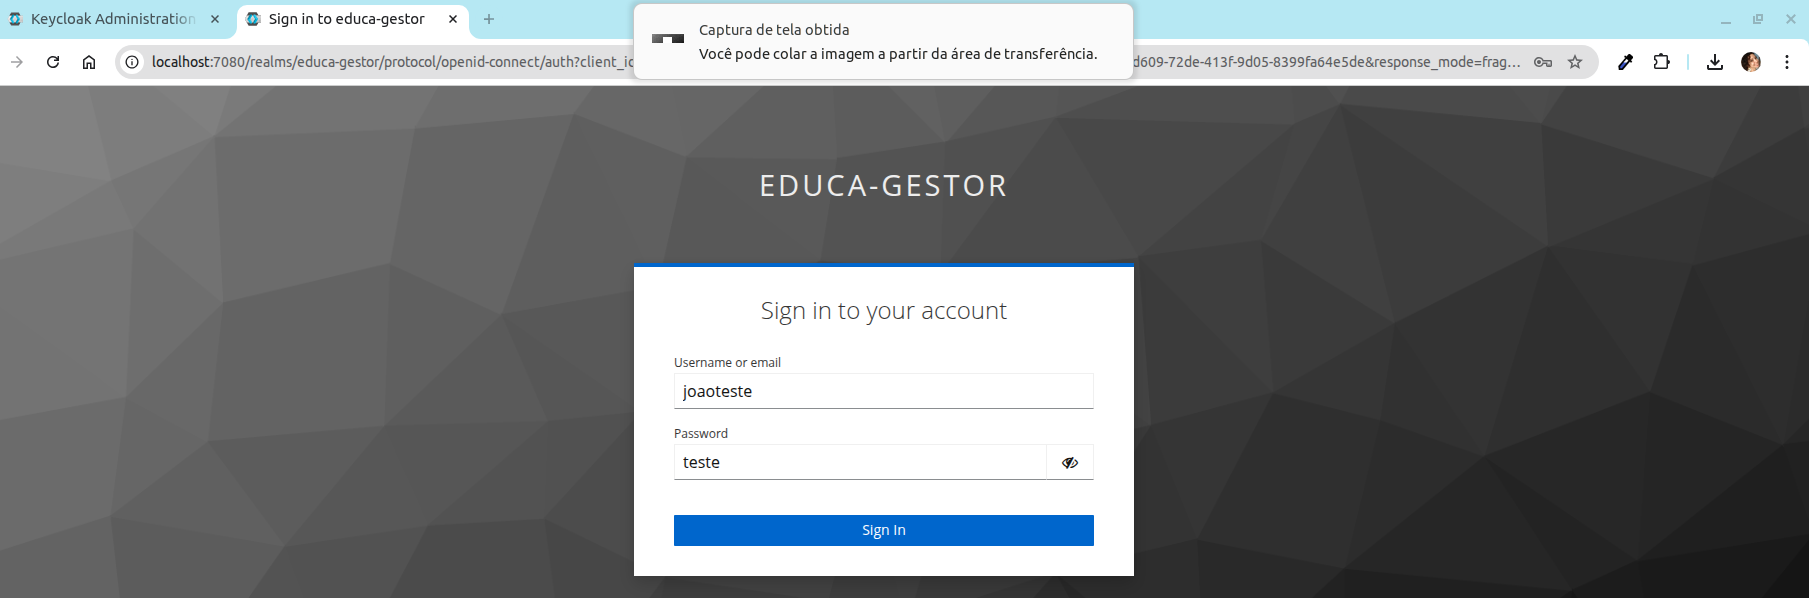 Keycloak Administration
Sign in to educa-gestor
Captura de tela obtida
Você pode colar a imagem a partir da área de transferência.
localhost:7080/realms/educa-gestor/protocol/openid-connect/auth?client_ic
d609-72de-413f-9d05-8399fa64e5de&response_mode=frag...
EDUCA-GESTOR
Sign in to your account
Username or email
joaoteste
Password
teste
Sign In